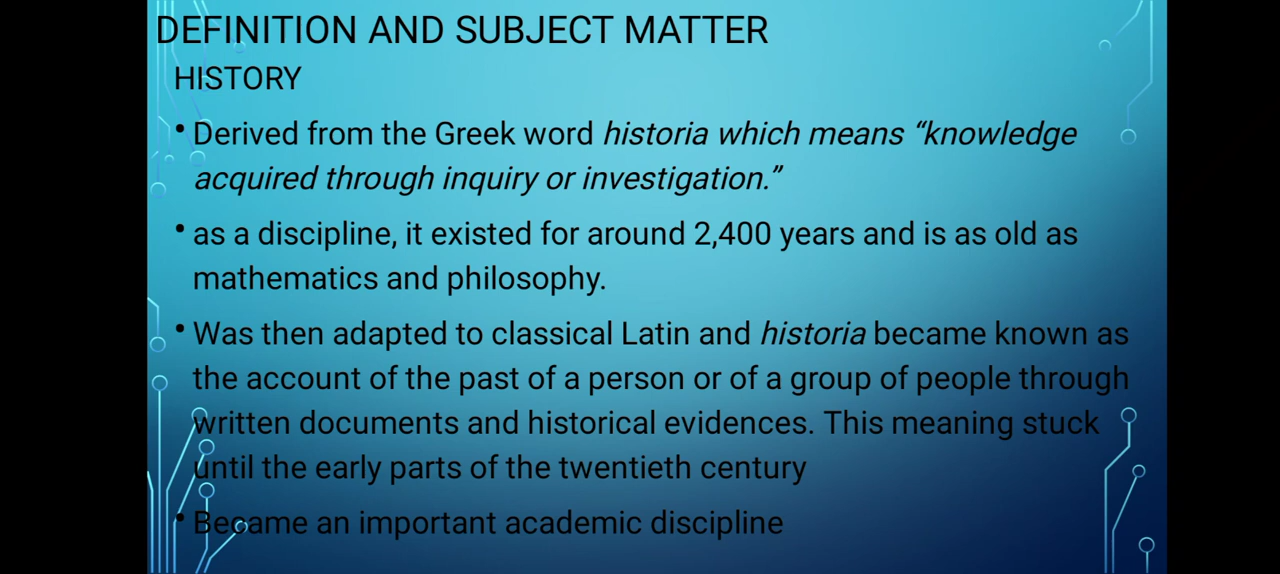 DEFINITION AND SUBJECT MATTER
HISTORY
• Derived from the Greek word historia which means “knowledge
acquired through inquiry or investigation.”
• as a discipline, it existed for around 2,400 years and is as old as
mathematics and philosophy.
• Was then adapted to classical Latin and historia became known as
the account of the past of a person or of a group of people through
written documents and historical evidences. This meaning stuck
until the early parts of the twentieth century
• Became an important academic discipline